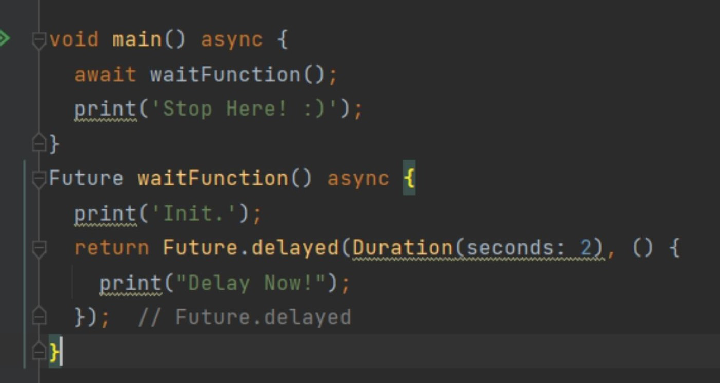 void main() async {
  await waitFunction();
  print('Stop Here! :)');
}
Future waitFunction() async {
  print('Init.');
  return Future.delayed(Duration(seconds: 2), () {
    print("Delay Now!");
  });  // Future.delayed
}